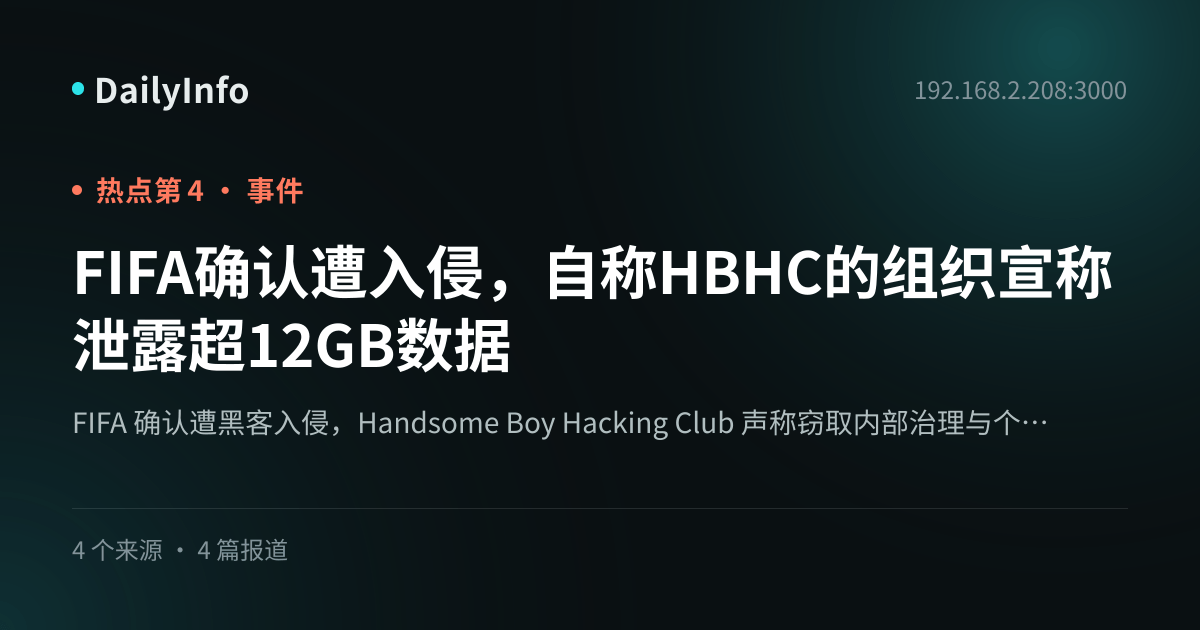 DailyInfo
192.168.2.208:3000
热点第 4 · 事件
FIFA确认遭入侵，自称HBHC的组织宣称
泄露超12GB数据
FIFA 确认遭黑客入侵，Handsome Boy Hacking Club 声称窃取内部治理与个…
4 个来源 · 4 篇报道